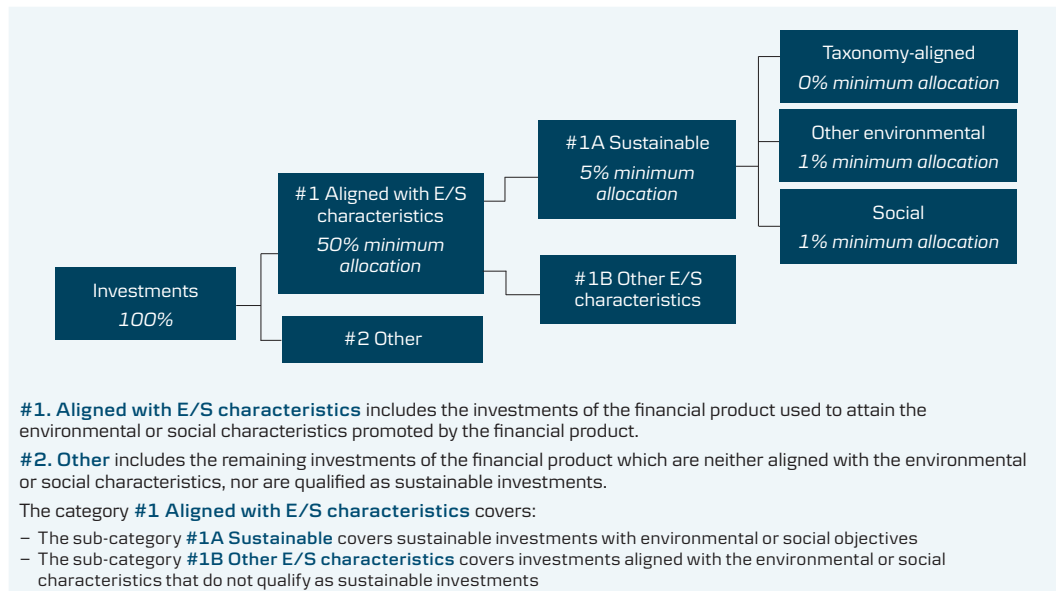 Taxonomy-aligned
0% minimum allocation
Other environmental
1% minimum allocation
Social
1% minimum allocation
#1A Sustainable
5% minimum
allocation
#1 Aligned with E/S
characteristics
50% minimum
allocation
#1B Other E/S
characteristics
Investments
100%
#2 Other
#1. Aligned with E/S characteristics includes the investments of the financial product used to attain the
environmental or social characteristics promoted by the financial product.
#2. Other includes the remaining investments of the financial product which are neither aligned with the environmental
or social characteristics, nor are qualified as sustainable investments.
The category #1 Aligned with E/S characteristics covers:
– The sub-category #1A Sustainable covers sustainable investments with environmental or social objectives
– The sub-category #1B Other E/S characteristics covers investments aligned with the environmental or social
characteristics that do not qualify as sustainable investments